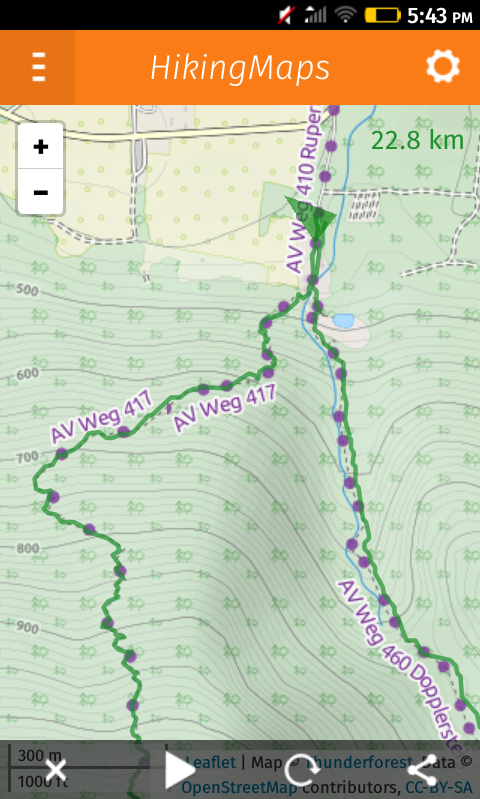 5:43 PM
HikingMaps
+
22.8 km
−
AV Weg 410 Ruper
500
600
AV Weg 417
AV Weg 417
700
800
AV Weg 460 Dopplerste
900
300 m
1000 ft
Leaflet | Map © Thunderforest, Data ©
OpenStreetMap contributors, CC-BY-SA